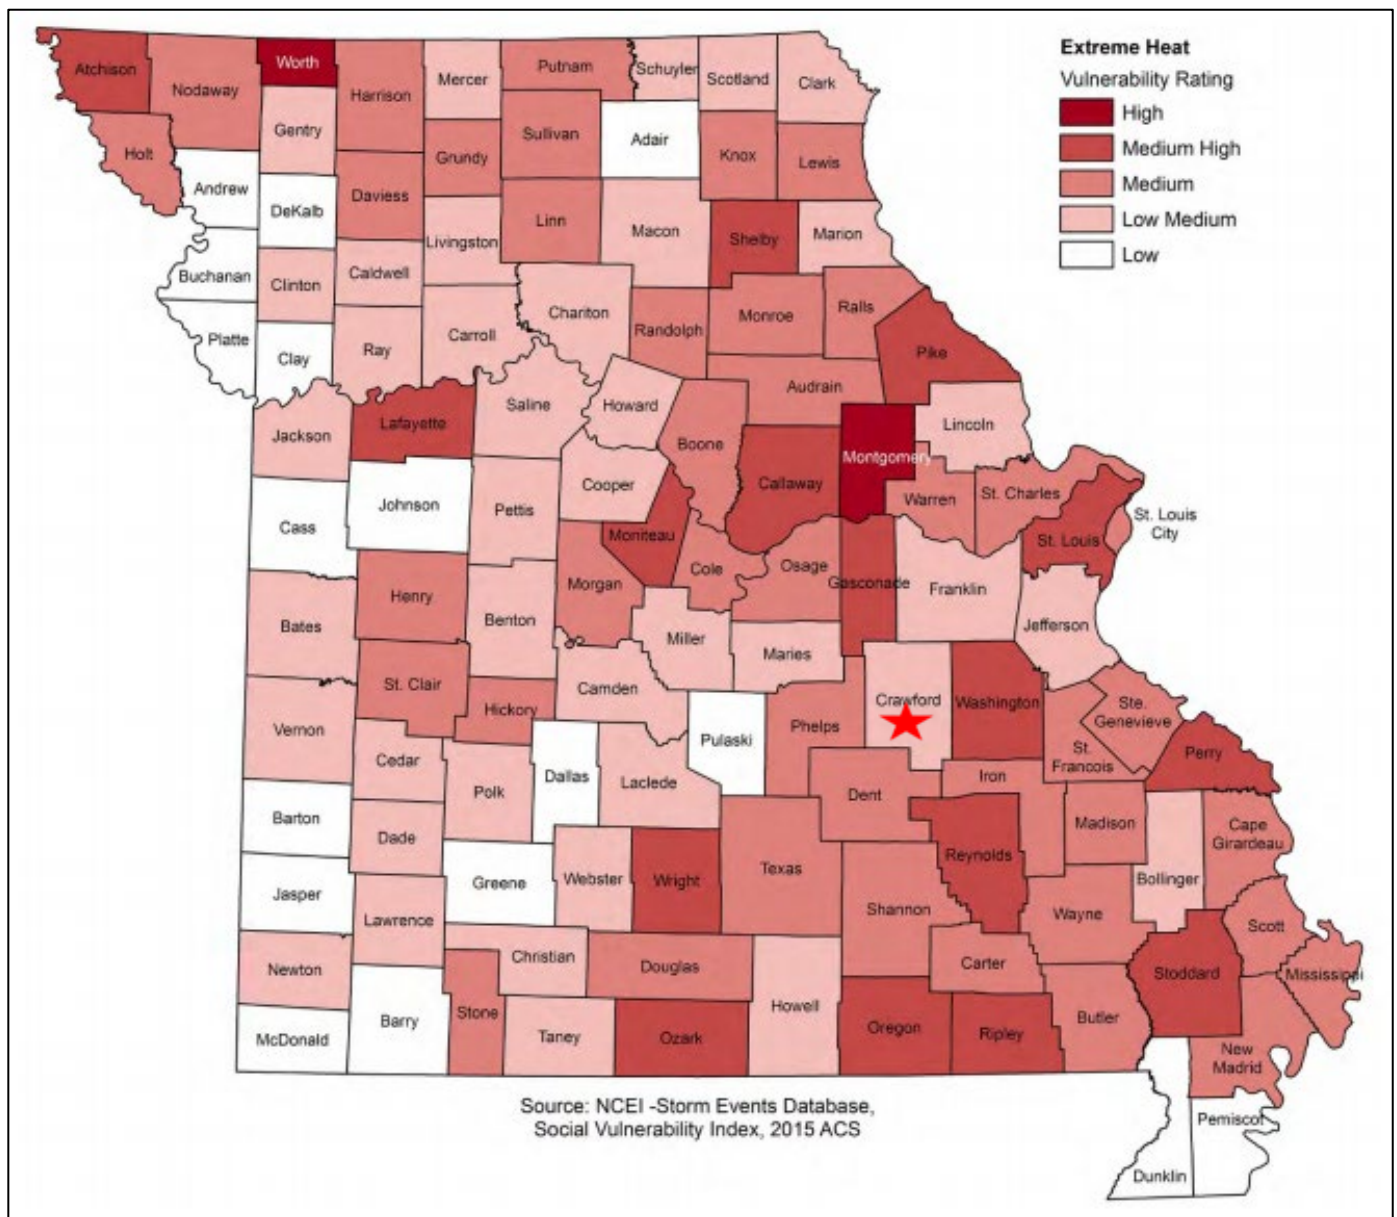 Extreme Heat
Vulnerability Rating
High
Medium High
Medium
Low Medium
Low
Atchison
Nodaway
Worth
Harrison
Mercer
Putnam
Schuyler
Scotland
Clark
Holt
Gentry
Grundy
Sullivan
Adair
Knox
Lewis
Andrew
DeKalb
Daviess
Livingston
Linn
Macon
Shelby
Marion
Buchanan
Clinton
Caldwell
Chariton
Randolph
Monroe
Ralls
Pike
Platte
Clay
Ray
Carroll
Audrain
Jackson
Lafayette
Saline
Howard
Boone
Callaway
Montgomery
Lincoln
Cass
Johnson
Pettis
Cooper
Moniteau
Warren
St. Charles
St. Louis
St. Louis
City
Bates
Henry
Benton
Morgan
Cole
Osage
Gasconade
Franklin
Jefferson
Miller
Maries
Vernon
St. Clair
Hickory
Camden
Pulaski
Phelps
Crawford
Washington
Ste.
Genevieve
St.
Francois
Perry
Cedar
Polk
Dallas
Laclede
Dent
Iron
Barton
Dade
Madison
Cape
Girardeau
Jasper
Greene
Webster
Wright
Texas
Reynolds
Bollinger
Lawrence
Shannon
Wayne
Scott
Newton
Christian
Douglas
Howell
Carter
Stoddard
Mississippi
McDonald
Barry
Stone
Taney
Ozark
Oregon
Ripley
Butler
New
Madrid
Pemiscot
Dunklin
Source: NCEI -Storm Events Database,
Social Vulnerability Index, 2015 ACS